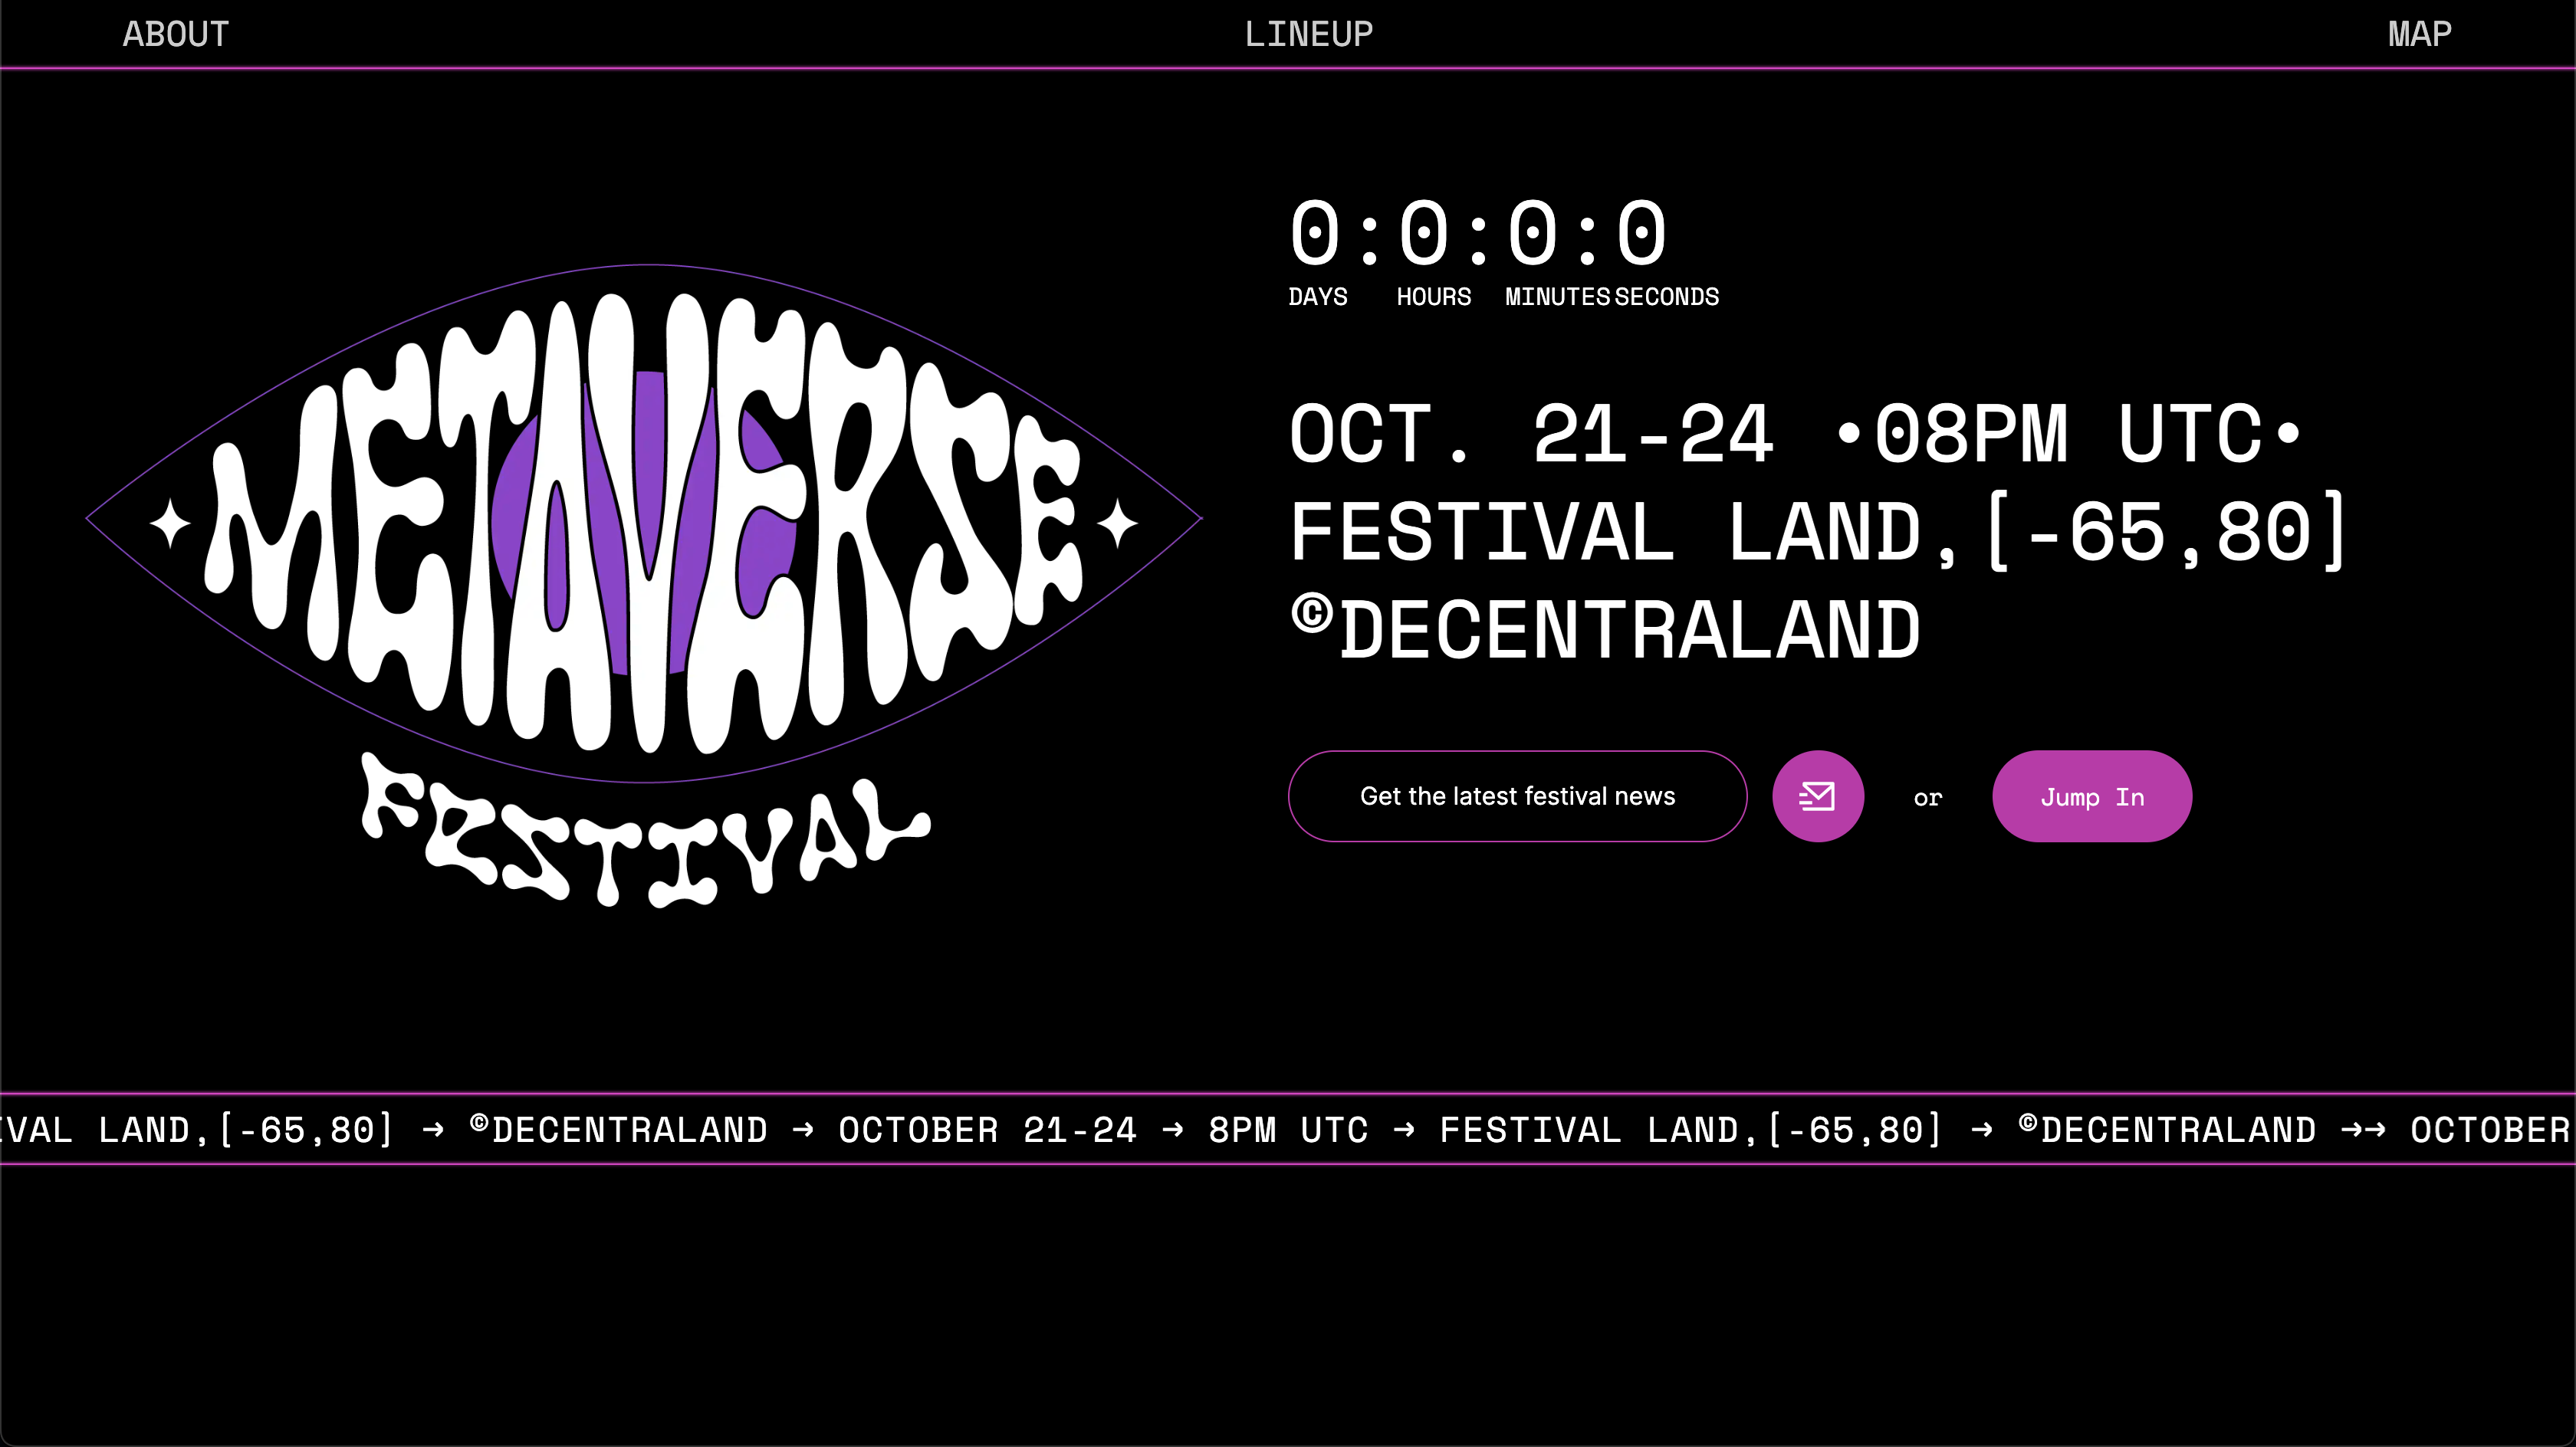 ABOUT LINEUP MAP
METAVERSE
FESTIVAL
0:0:0:0
DAYS HOURS MINUTES SECONDS
OCT. 21-24 •08PM UTC•
FESTIVAL LAND,[-65,80]
©DECENTRALAND
Get the latest festival news or Jump In
IVAL LAND,[-65,80] → ©DECENTRALAND → OCTOBER 21-24 → 8PM UTC → FESTIVAL LAND,[-65,80] → ©DECENTRALAND →→ OCTOBER